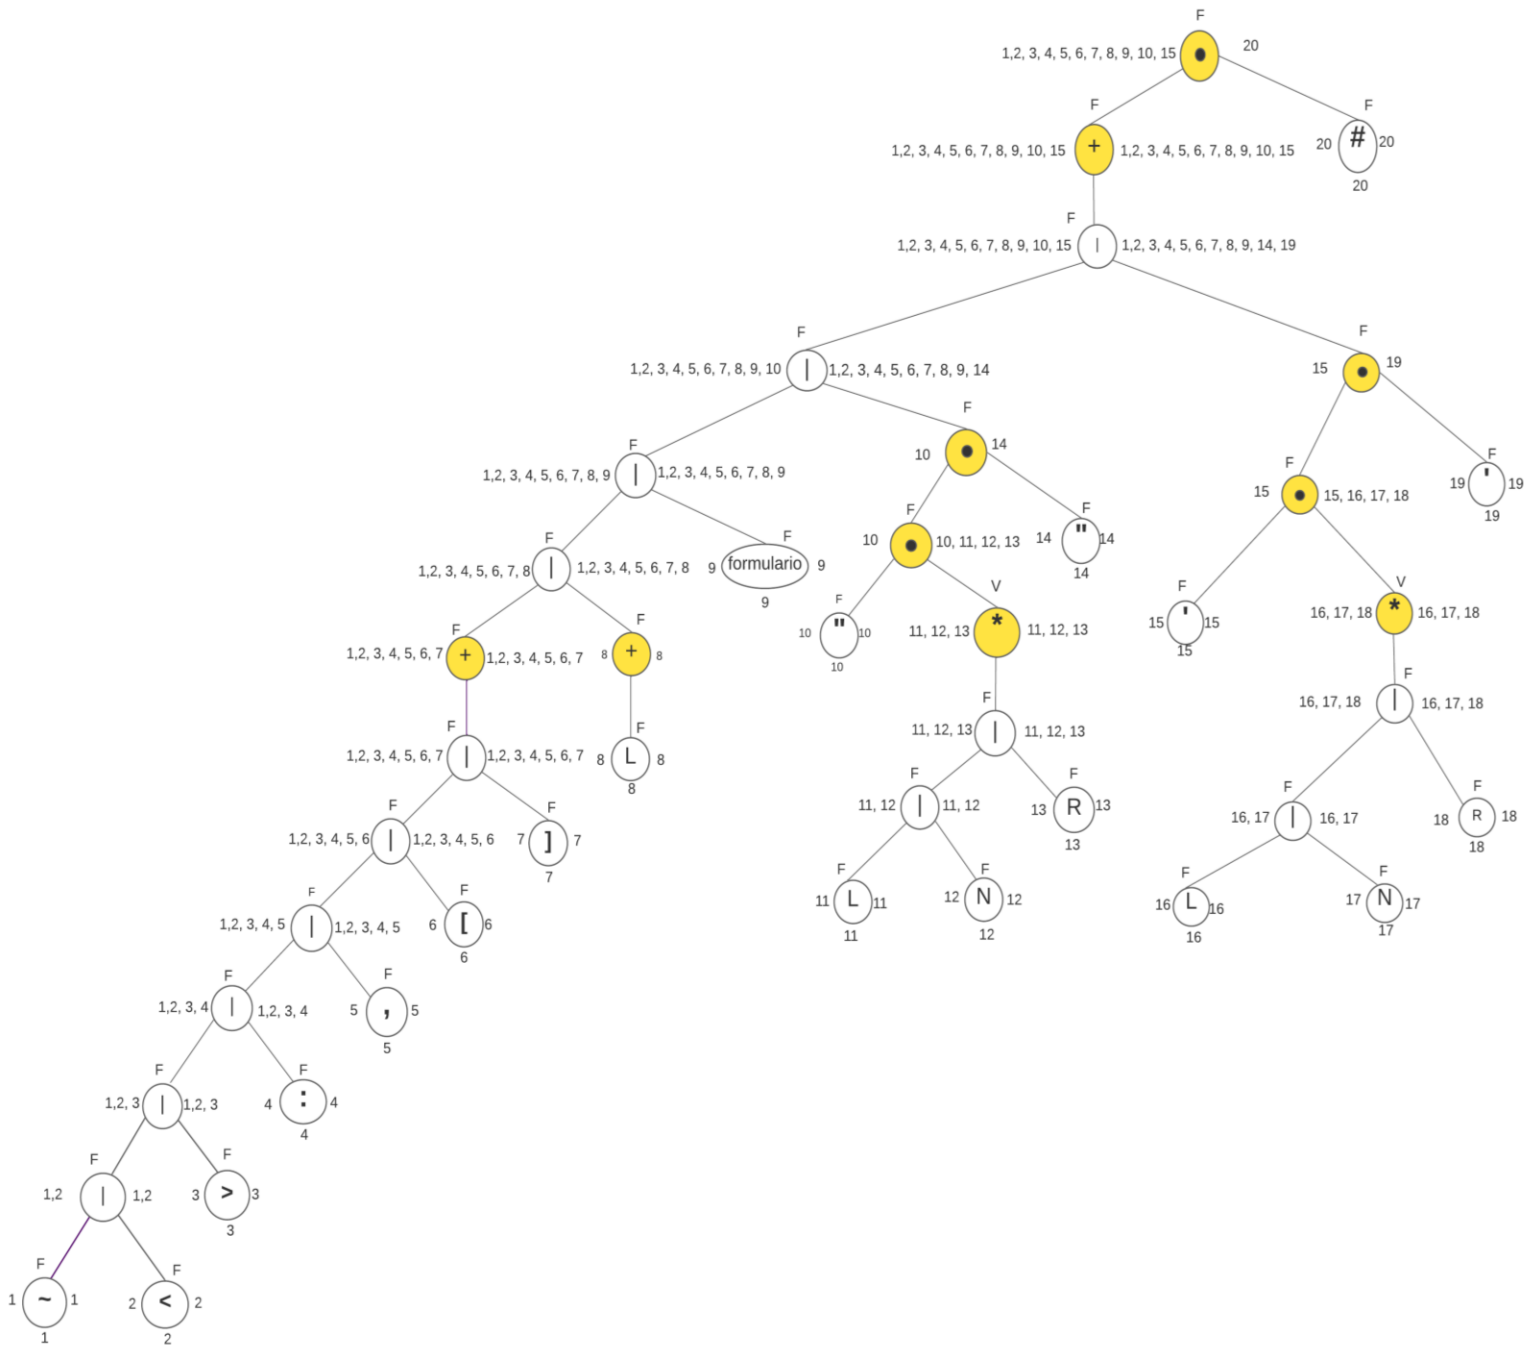 F
1,2, 3, 4, 5, 6, 7, 8, 9, 10, 15 • 20
F
1,2, 3, 4, 5, 6, 7, 8, 9, 10, 15 + 1,2, 3, 4, 5, 6, 7, 8, 9, 10, 15
F
20 # 20
20
F
1,2, 3, 4, 5, 6, 7, 8, 9, 10, 15 | 1,2, 3, 4, 5, 6, 7, 8, 9, 14, 19
F
1,2, 3, 4, 5, 6, 7, 8, 9, 10 | 1,2, 3, 4, 5, 6, 7, 8, 9, 14
F
15 • 19
F
1,2, 3, 4, 5, 6, 7, 8, 9 | 1,2, 3, 4, 5, 6, 7, 8, 9
F
10 • 14
F
15 • 15, 16, 17, 18
F
19 ' 19
19
F
1,2, 3, 4, 5, 6, 7, 8 | 1,2, 3, 4, 5, 6, 7, 8
F
9 formulario 9
9
F
10 • 10, 11, 12, 13
F
14 " 14
14
F
1,2, 3, 4, 5, 6, 7 + 1,2, 3, 4, 5, 6, 7
F
8 + 8
F
10 " 10
10
V
11, 12, 13 * 11, 12, 13
F
15 ' 15
15
V
16, 17, 18 * 16, 17, 18
F
1,2, 3, 4, 5, 6, 7 | 1,2, 3, 4, 5, 6, 7
F
8 L 8
8
F
11, 12, 13 | 11, 12, 13
F
16, 17, 18 | 16, 17, 18
F
1,2, 3, 4, 5, 6 | 1,2, 3, 4, 5, 6
F
7 ] 7
7
F
11, 12 | 11, 12
F
13 R 13
13
F
16, 17 | 16, 17
F
18 R 18
18
F
1,2, 3, 4, 5 | 1,2, 3, 4, 5
F
6 [ 6
6
F
11 L 11
11
F
12 N 12
12
F
16 L 16
16
F
17 N 17
17
F
1,2, 3, 4 | 1,2, 3, 4
F
5 , 5
5
F
1,2, 3 | 1,2, 3
F
4 : 4
4
F
1,2 | 1,2
F
3 > 3
3
F
1 ~ 1
1
F
2 < 2
2